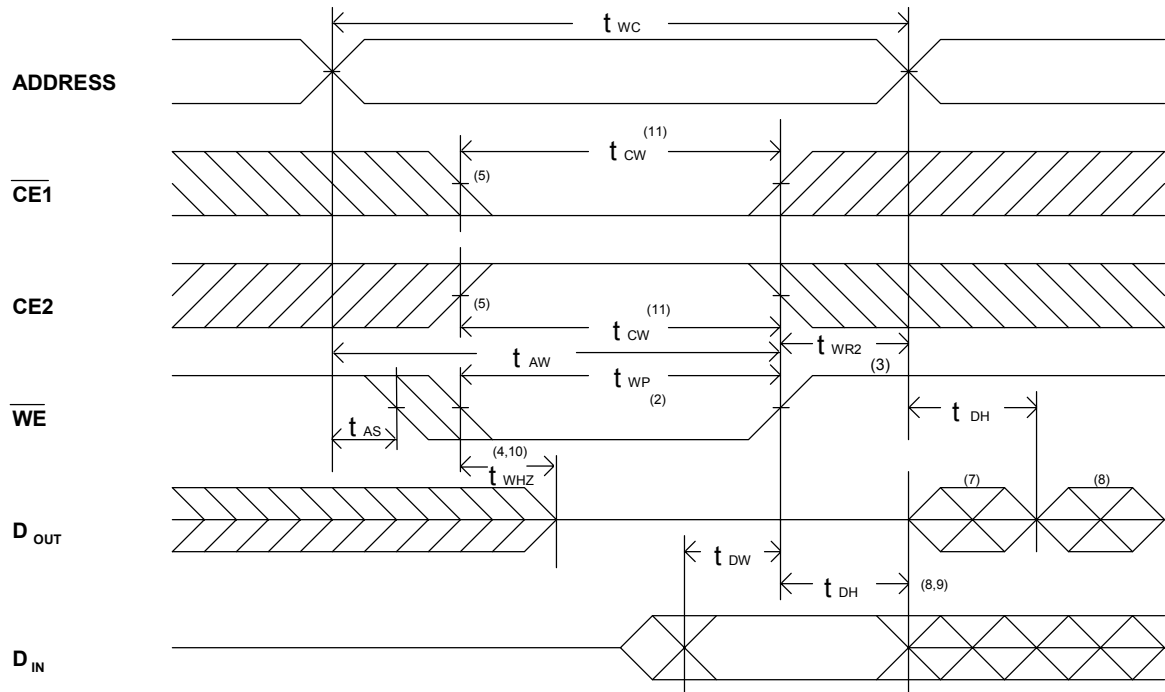 t WC
ADDRESS
(11)
t CW
CE1
(5)
CE2
(5)
(11)
t CW
t WR2
t AW
(3)
t WP
(2)
WE
t AS
t DH
(4,10)
t WHZ
(7)
(8)
D OUT
t DW
t DH
(8,9)
D IN